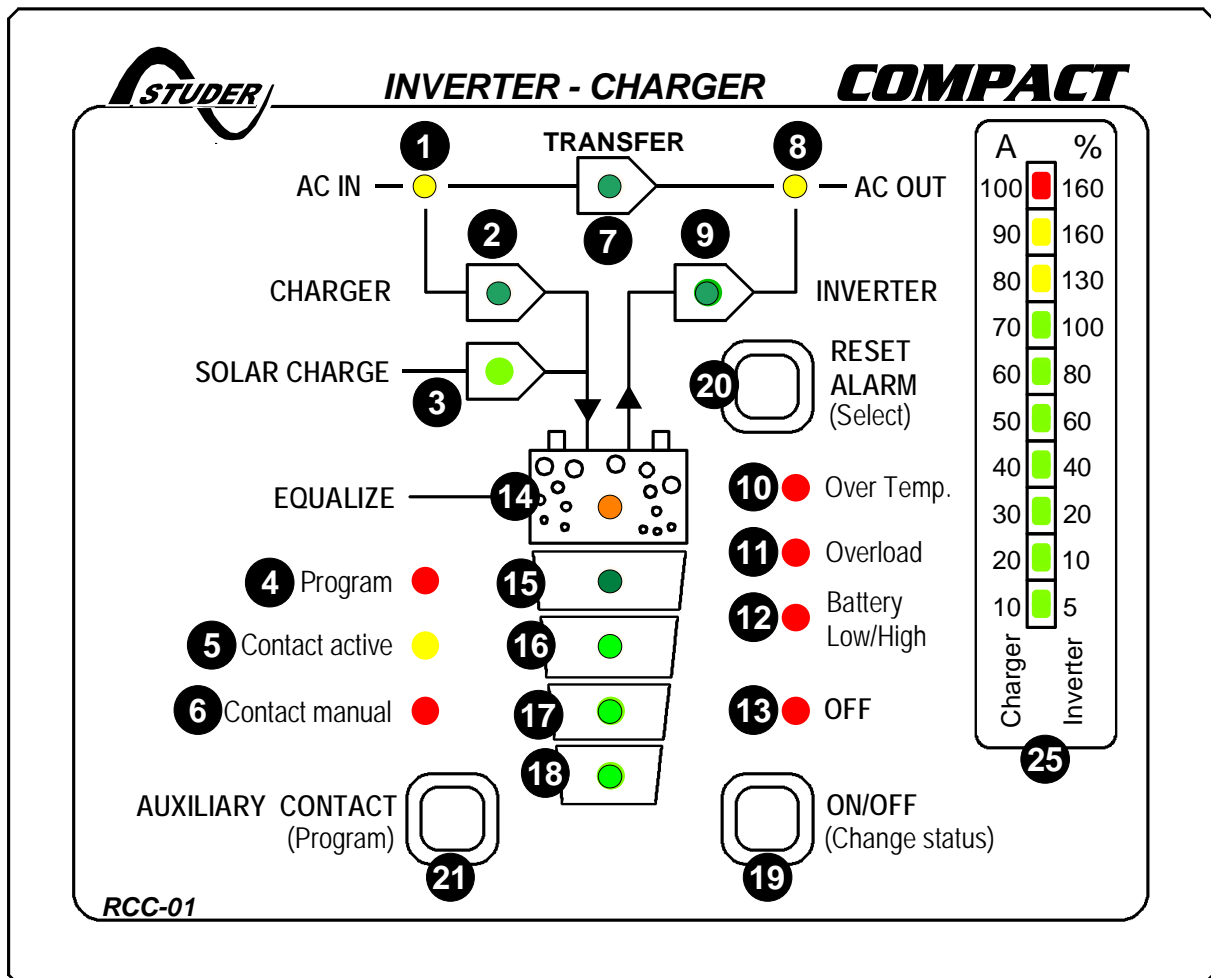 STUDER
INVERTER - CHARGER
COMPACT
1
TRANSFER
8
AC IN
AC OUT
7
2
9
CHARGER
INVERTER
SOLAR CHARGE
3
20
RESET
ALARM
(Select)
EQUALIZE
14
10 Over Temp.
11 Overload
12 Battery
Low/High
4 Program
15
5 Contact active
16
6 Contact manual
17
13 OFF
18
AUXILIARY CONTACT
(Program)
21
ON/OFF
(Change status)
19
A %
100 160
90 160
80 130
70 100
60 80
50 60
40 40
30 20
20 10
10 5
Charger
Inverter
25
RCC-01